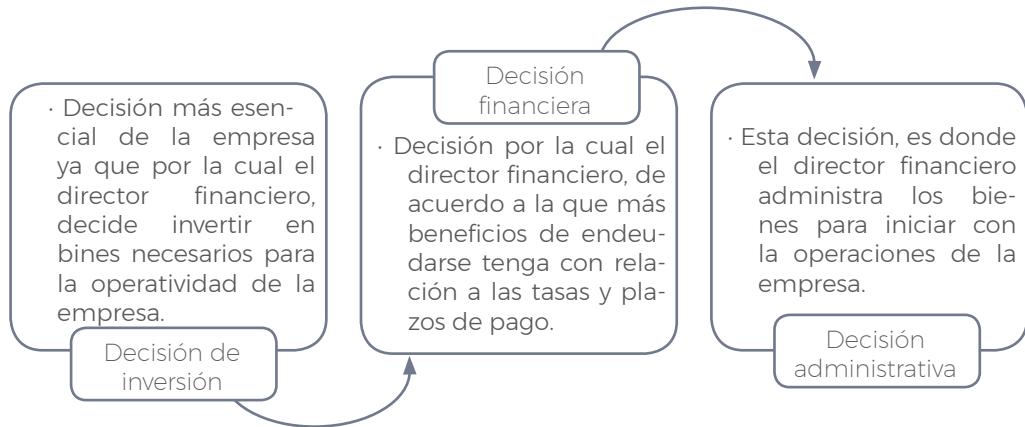 · Decisión más esen-
cial de la empresa
ya que por la cual el
director financiero,
decide invertir en
bines necesarios para
la operatividad de la
empresa.
Decisión de
inversión
Decisión
financiera
· Decisión por la cual el
director financiero, de
acuerdo a la que más
beneficios de endeu-
darse tenga con rela-
ción a las tasas y pla-
zos de pago.
· Esta decisión, es donde
el director financiero
administra los bie-
nes para iniciar con
la operaciones de la
empresa.
Decisión
administrativa